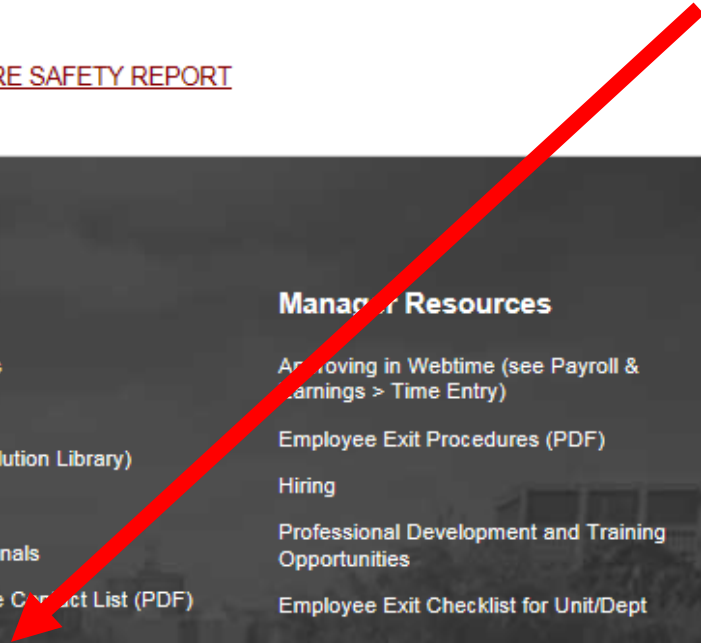 RE SAFETY REPORT
Manager Resources
s
Approving in Webtime (see Payroll &
Earnings > Time Entry)
lution Library)
Employee Exit Procedures (PDF)
Hiring
nals
Professional Development and Training
Opportunities
e Contact List (PDF)
Employee Exit Checklist for Unit/Dept